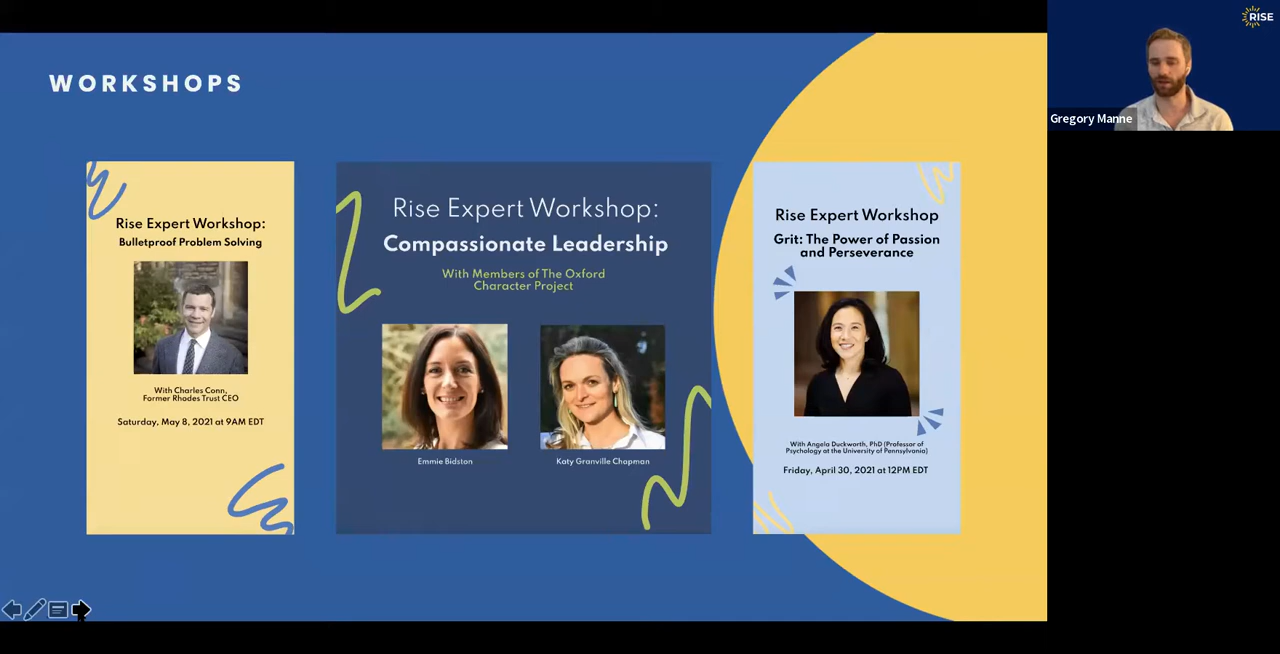 WORKSHOPS
Rise Expert Workshop:
Bulletproof Problem Solving
With Charles Conn,
Former Rhodes Trust CEO
Saturday, May 8, 2021 at 9AM EDT
Rise Expert Workshop:
Compassionate Leadership
With Members of The Oxford
Character Project
Emmie Bidston
Katy Granville Chapman
Rise Expert Workshop
Grit: The Power of Passion
and Perseverance
With Angela Duckworth, PhD (Professor of
Psychology at the University of Pennsylvania)
Friday, April 30, 2021 at 12PM EDT
RISE
Gregory Manne